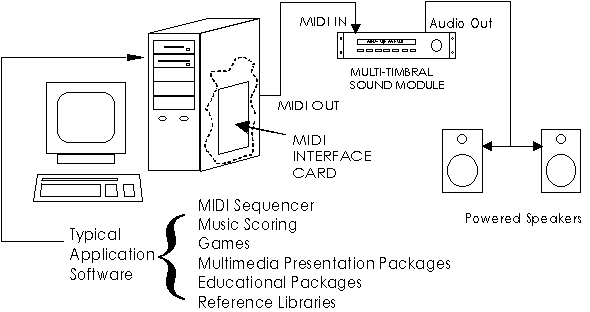 MIDI IN
Audio Out
MULTI-TIMBRAL
SOUND MODULE
MIDI OUT
MIDI
INTERFACE
CARD
Powered Speakers
Typical
Application
Software
MIDI Sequencer
Music Scoring
Games
Multimedia Presentation Packages
Educational Packages
Reference Libraries